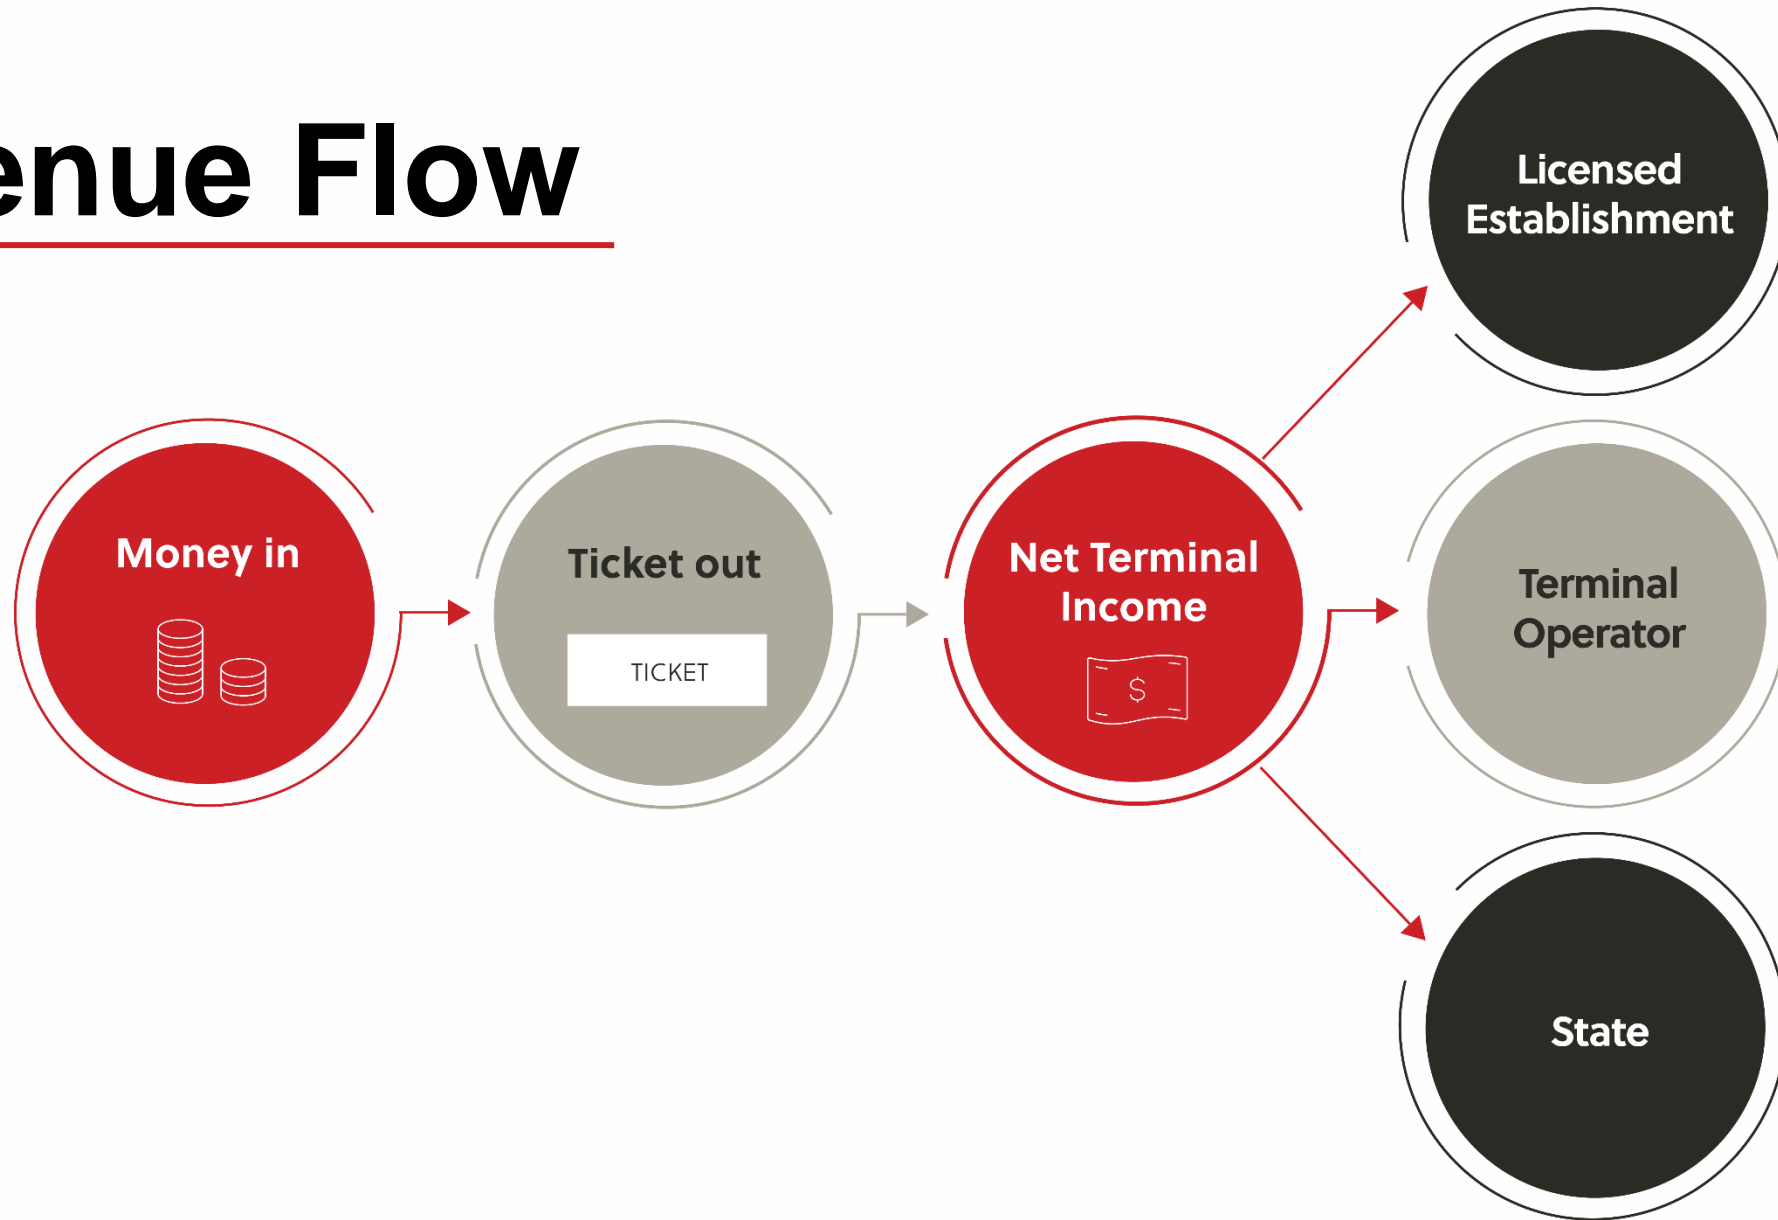 enue Flow
Licensed
Establishment
Money in
Ticket out
TICKET
Net Terminal
Income
$
Terminal
Operator
State